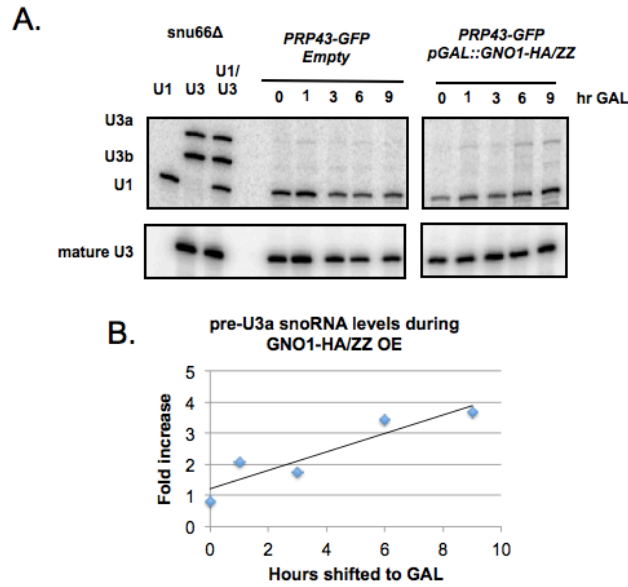 A.
snu66Δ
PRP43-GFP
Empty
PRP43-GFP
pGAL::GNO1-HA/ZZ
U1 U3 U1/
U3
0 1 3 6 9
0 1 3 6 9 hr GAL
U3a
U3b
U1
mature U3
B.
pre-U3a snoRNA levels during
GNO1-HA/ZZ OE
Fold increase
5
4
3
2
1
0
0 2 4 6 8 10
Hours shifted to GAL